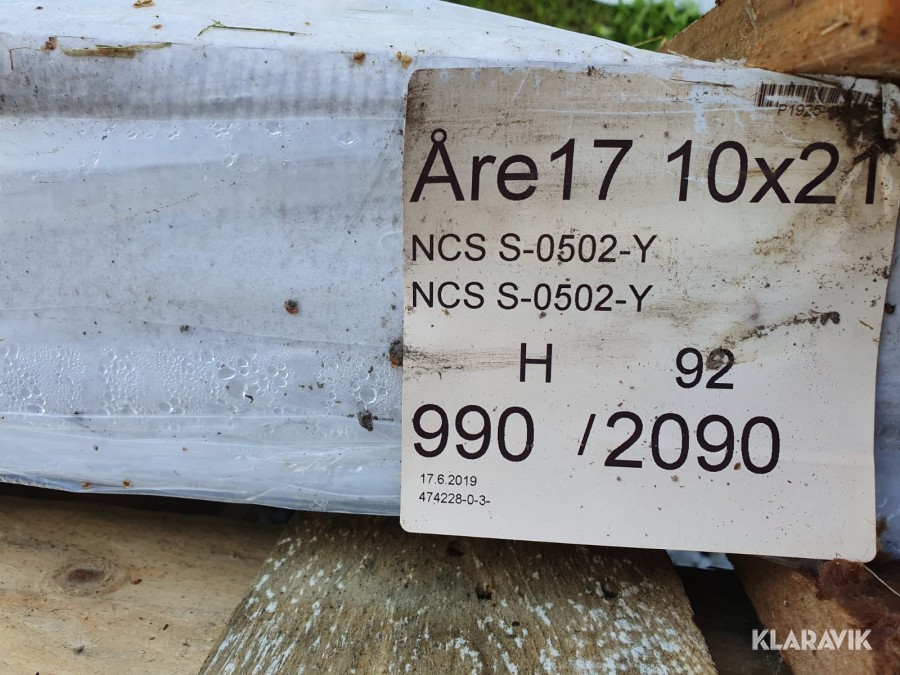 Åre17 10x21
NCS S-0502-Y
NCS S-0502-Y
H 92
990 /2090
17.6.2019
474228-0-3-
KLARAVIK